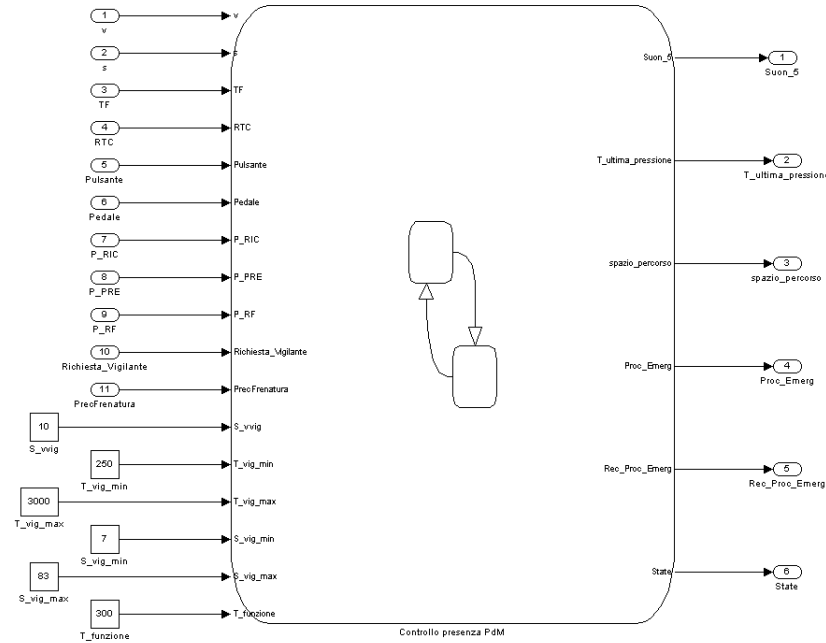 1
v
v
2
s
s
3
TF
TF
4
RTC
RTC
5
Pulsante
Pulsante
6
Pedale
Pedale
7
P_RIC
P_RIC
8
P_PRE
P_PRE
9
P_RF
P_RF
10
Richiesta_Vigilante
Richiesta_Vigilante
11
PrecFrenatura
PrecFrenatura
10
S_vvig
S_vvig
250
T_vig_min
T_vig_min
3000
T_vig_max
T_vig_max
7
S_vig_min
S_vig_min
83
S_vig_max
S_vig_max
300
T_funzione
T_funzione
Suon_5
1
Suon_5
T_ultima_pressione
2
T_ultima_pressione
spazio_percorso
3
spazio_percorso
Proc_Emerg
4
Proc_Emerg
Rec_Proc_Emerg
5
Rec_Proc_Emerg
State
6
State
Controllo presenza PdM